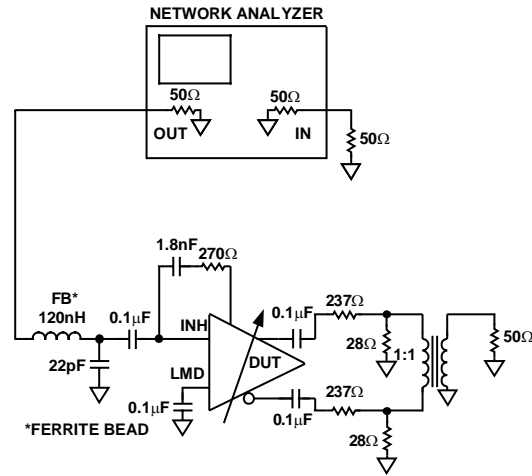 NETWORK ANALYZER
50Ω
50Ω
OUT
IN
50Ω
1.8nF
270Ω
FB*
120nH
0.1µF
INH
0.1µF
237Ω
50Ω
28Ω
1:1
DUT
22pF
LMD
237Ω
0.1µF
0.1µF
*FERRITE BEAD
28Ω